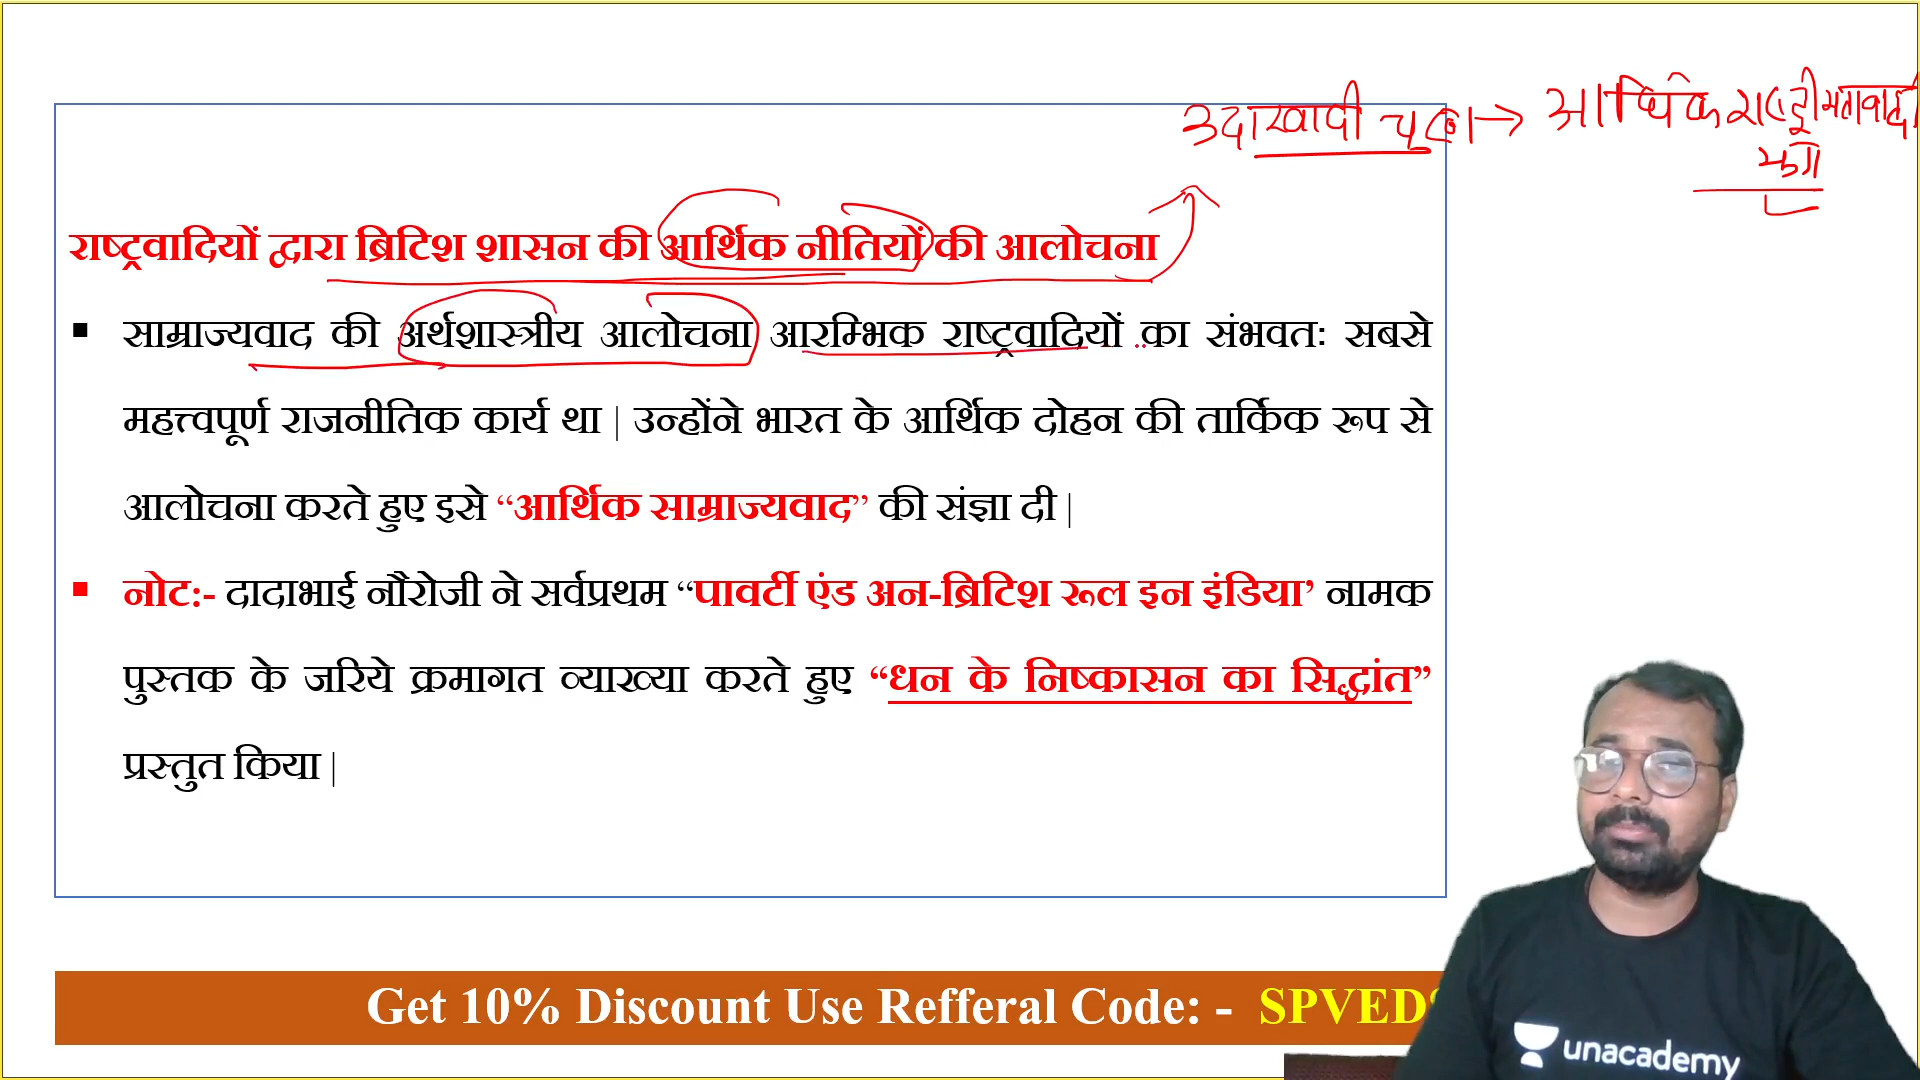 उदारवादी चरण → आर्थिक राष्ट्रीयतावादी
राष्ट्रवादियों द्वारा ब्रिटिश शासन की आर्थिक नीतियों की आलोचना
▪ साम्राज्यवाद की अर्थशास्त्रीय आलोचना आरम्भिक राष्ट्रवादियों का संभवतः सबसे
महत्त्वपूर्ण राजनीतिक कार्य था | उन्होंने भारत के आर्थिक दोहन की तार्किक रूप से
आलोचना करते हुए इसे “आर्थिक साम्राज्यवाद” की संज्ञा दी |
▪ नोट:- दादाभाई नौरोजी ने सर्वप्रथम “पावर्टी एंड अन-ब्रिटिश रूल इन इंडिया’ नामक
पुस्तक के जरिये क्रमागत व्याख्या करते हुए “धन के निष्कासन का सिद्धांत”
प्रस्तुत किया |
Get 10% Discount Use Refferal Code: - SPVED
unacademy